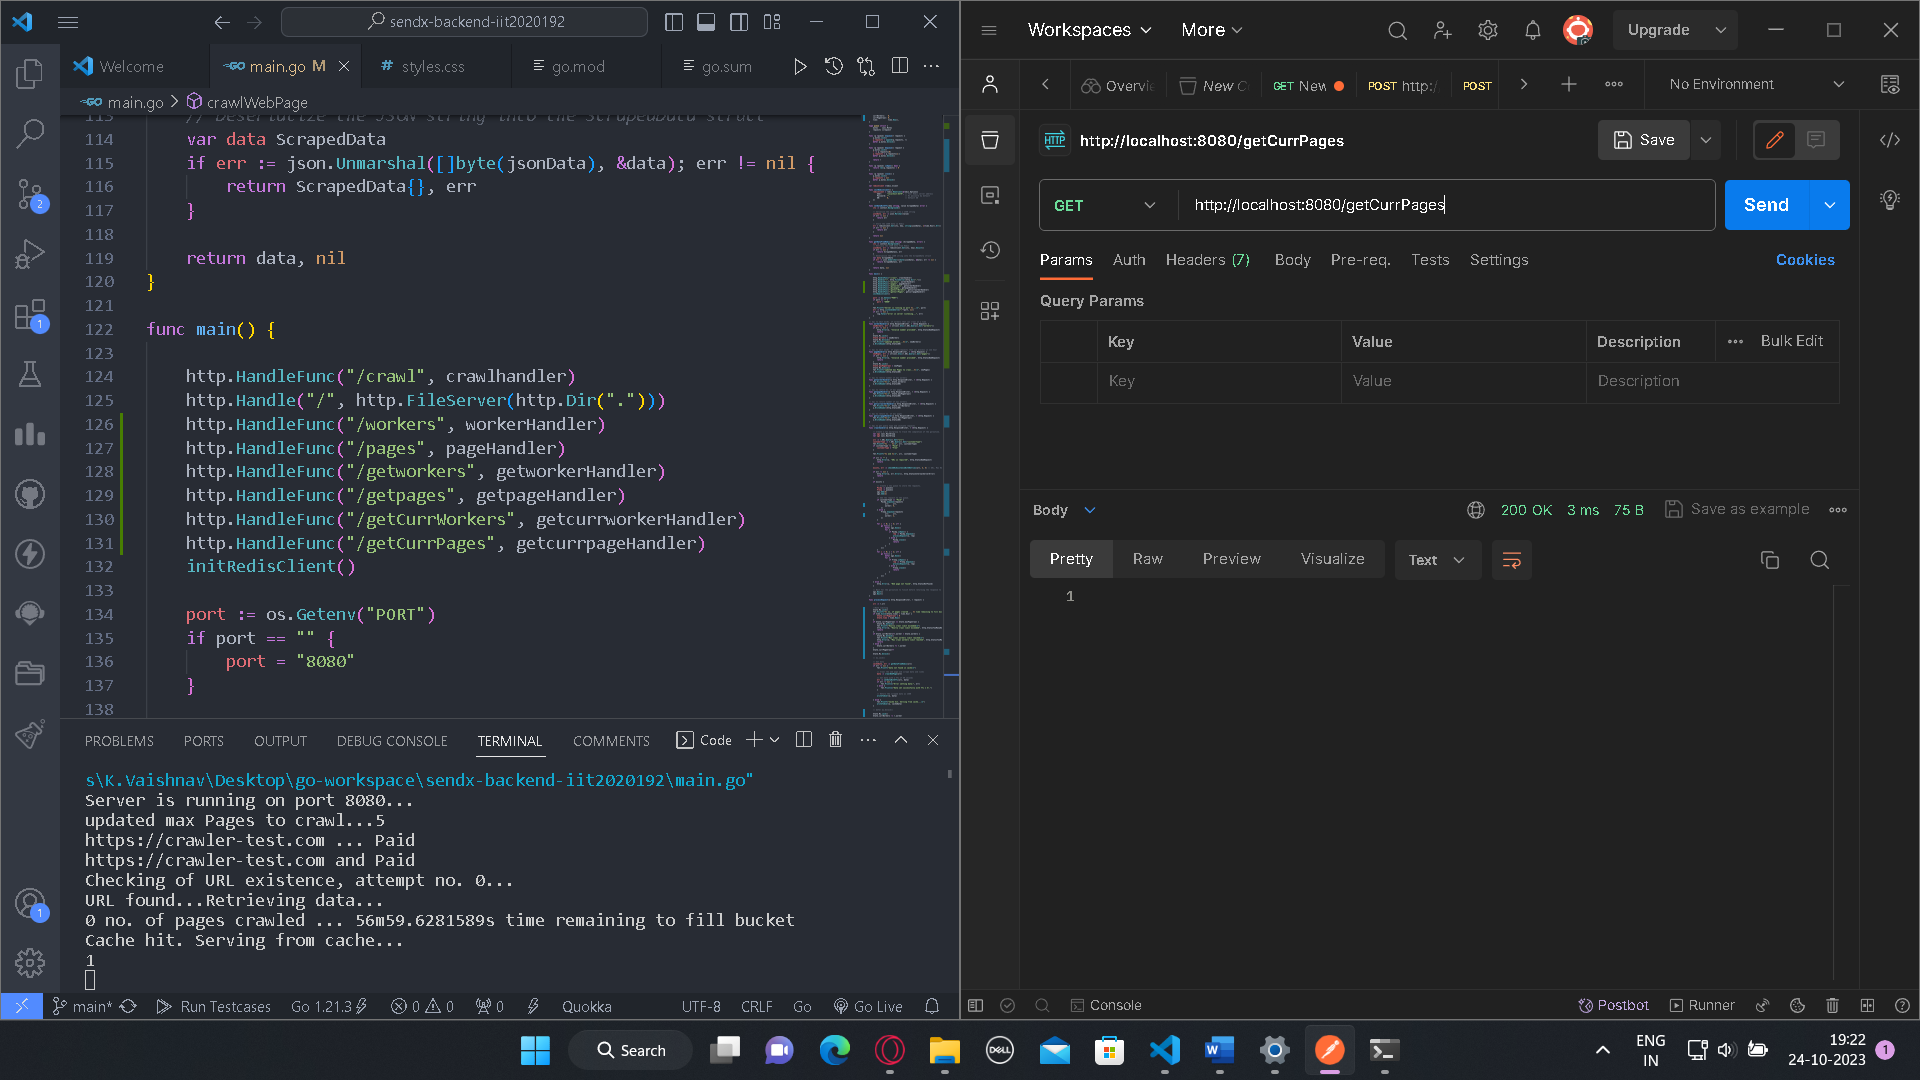 sendx-backend-iit2020192
Welcome
main.go M
styles.css
go.mod
go.sum
main.go > crawlWebPage
113 // Deserialize the JSON string into the ScrapedData struct
114 var data ScrapedData
115 if err := json.Unmarshal([]byte(jsonData), &data); err != nil {
116 return ScrapedData{}, err
117 }
118
119 return data, nil
120 }
121
122 func main() {
123
124 http.HandleFunc("/crawl", crawlhandler)
125 http.Handle("/", http.FileServer(http.Dir(".")))
126 http.HandleFunc("/workers", workerHandler)
127 http.HandleFunc("/pages", pageHandler)
128 http.HandleFunc("/getworkers", getworkerHandler)
129 http.HandleFunc("/getpages", getpageHandler)
130 http.HandleFunc("/getCurrWorkers", getcurrworkerHandler)
131 http.HandleFunc("/getCurrPages", getcurrpageHandler)
132 initRedisClient()
133
134 port := os.Getenv("PORT")
135 if port == "" {
136 port = "8080"
137 }
138
PROBLEMS PORTS OUTPUT DEBUG CONSOLE TERMINAL COMMENTS Code
s\K.Vaishnav\Desktop\go-workspace\sendx-backend-iit2020192\main.go"
Server is running on port 8080...
updated max Pages to crawl...5
https://crawler-test.com ... Paid
https://crawler-test.com and Paid
Checking of URL existence, attempt no. 0...
URL found...Retrieving data...
0 no. of pages crawled ... 56m59.6281589s time remaining to fill bucket
Cache hit. Serving from cache...
1
2
1
1
main* Run Testcases Go 1.21.3 0 0 0 Quokka UTF-8 CRLF Go Go Live
Workspaces More Upgrade
Overvie New C GET New POST http:/ POST No Environment
HTTP http://localhost:8080/getCurrPages Save
GET http://localhost:8080/getCurrPages Send
Params Auth Headers (7) Body Pre-req. Tests Settings Cookies
Query Params
Key Value Description Bulk Edit
Key Value Description
Body 200 OK 3 ms 75 B Save as example
Pretty Raw Preview Visualize Text
1
Console Postbot Runner
Search
DELL
ENG
IN
19:22
24-10-2023
1